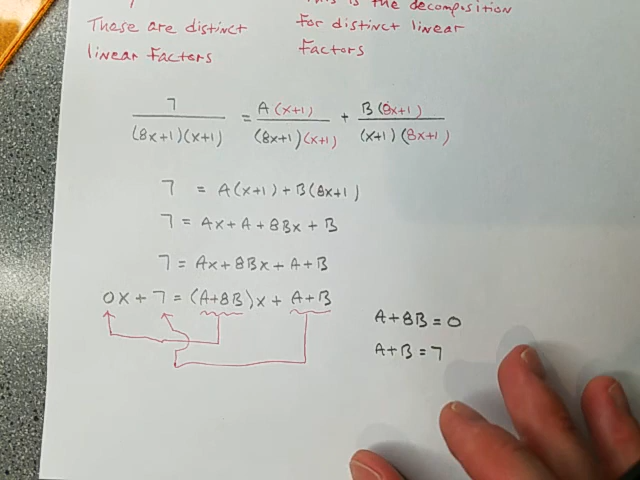 is the decomposition
These are distinct
for distinct linear
linear factors
factors
7 / (8x+1)(x+1) = A(x+1) / (8x+1)(x+1) + B(8x+1) / (x+1)(8x+1)
7 = A(x+1) + B(8x+1)
7 = Ax + A + 8Bx + B
7 = Ax + 8Bx + A + B
0x + 7 = (A+8B)x + A+B
A+8B = 0
A+B = 7